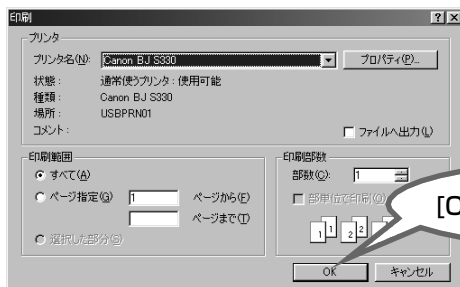 印刷
プリンタ
プリンタ名(N): Canon BJ S330 プロパティ(P)...
状態： 通常使うプリンタ : 使用可能
種類： Canon BJ S330
場所： USBPRN01
コメント： ファイルへ出力(L)
印刷範囲
すべて(A)
ページ指定(G) 1 ページから(F)
ページまで(T)
選択した部分(S)
印刷部数
部数(C): 1
部単位で印刷(O)
1 1 2 2
[O
OK キャンセル